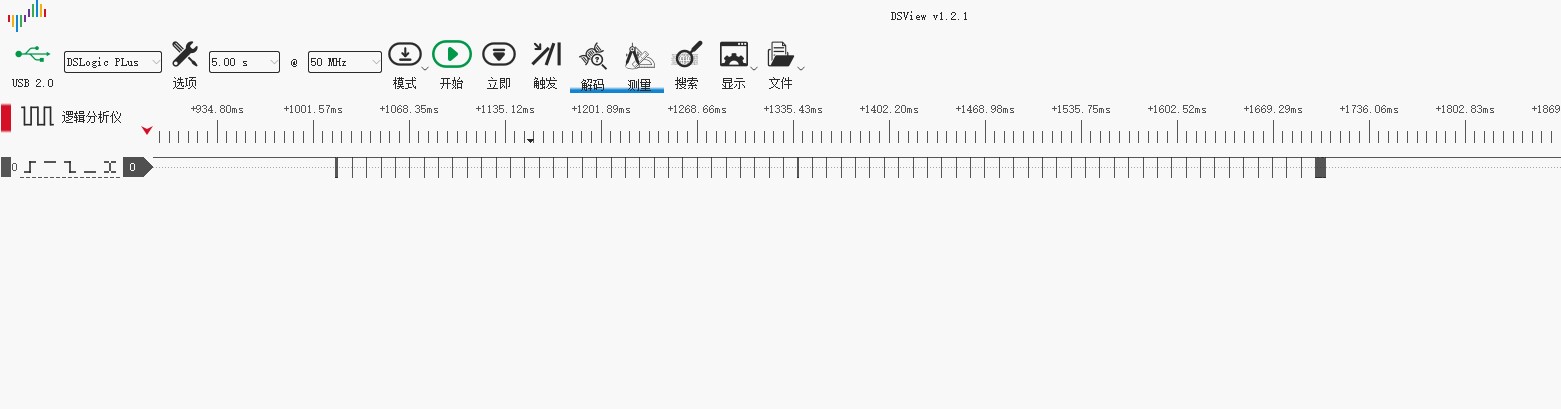 DSView v1.2.1
USB 2.0
DSLogic PLus
选项
5.00 s
@
50 MHz
模式
开始
立即
触发
解码
测量
搜索
显示
文件
逻辑分析仪
+934.80ms +1001.57ms +1068.35ms +1135.12ms +1201.89ms +1268.66ms +1335.43ms +1402.20ms +1468.98ms +1535.75ms +1602.52ms +1669.29ms +1736.06ms +1802.83ms +1869
0
0